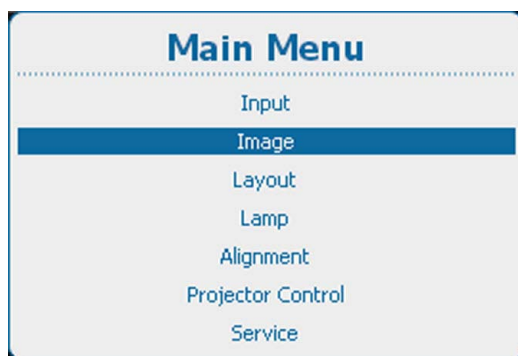 Main Menu
Input
Image
Layout
Lamp
Alignment
Projector Control
Service